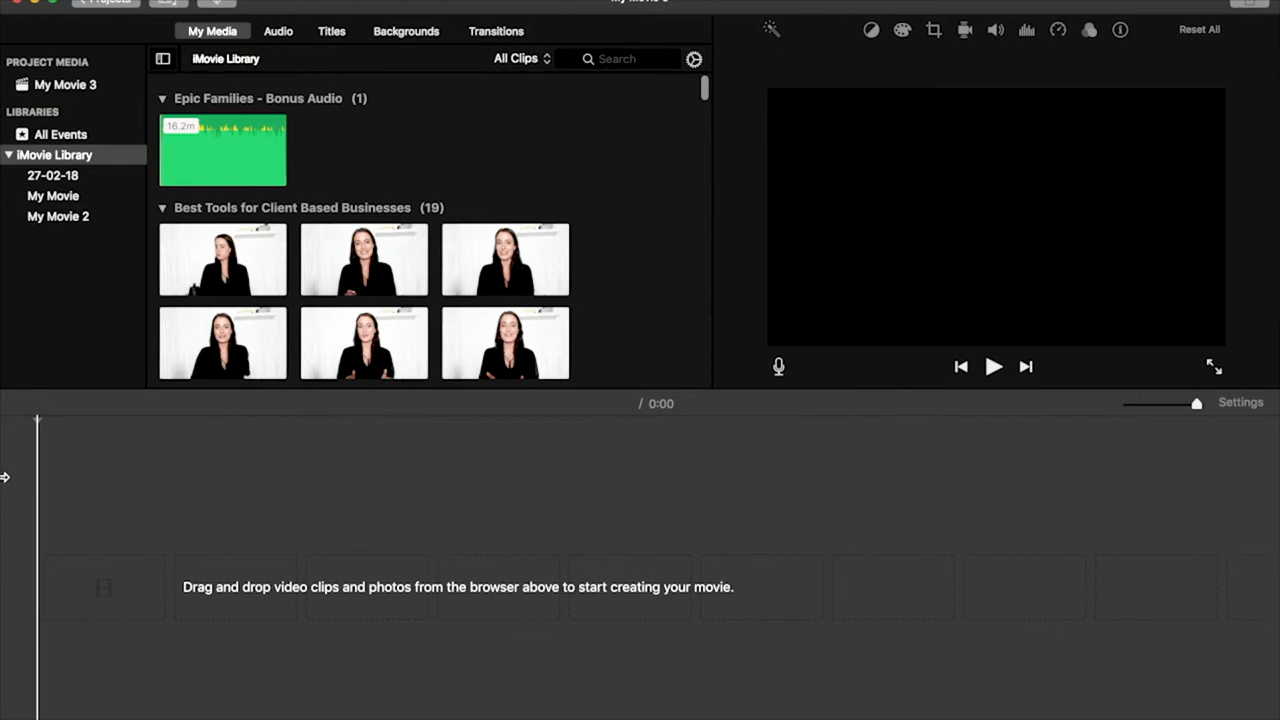 Projects
My Media
Audio
Titles
Backgrounds
Transitions
Reset All
PROJECT MEDIA
My Movie 3
LIBRARIES
All Events
iMovie Library
27-02-18
My Movie
My Movie 2
iMovie Library
All Clips
Search
Epic Families - Bonus Audio (1)
16.2m
Best Tools for Client Based Businesses (19)
/ 0:00
Settings
Drag and drop video clips and photos from the browser above to start creating your movie.